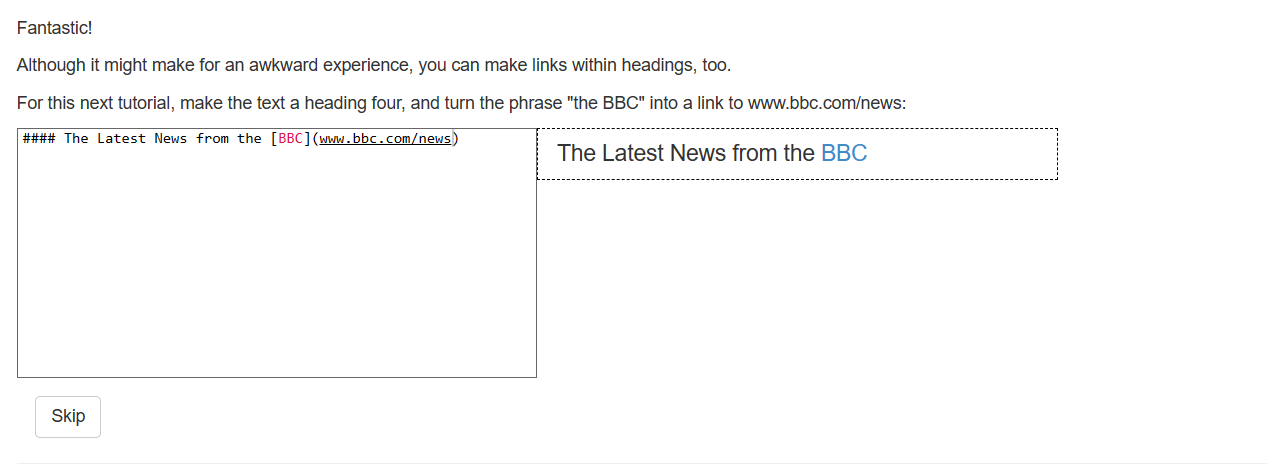 Fantastic!
Although it might make for an awkward experience, you can make links within headings, too.
For this next tutorial, make the text a heading four, and turn the phrase "the BBC" into a link to www.bbc.com/news:
#### The Latest News from the [BBC](www.bbc.com/news)
The Latest News from the BBC
Skip